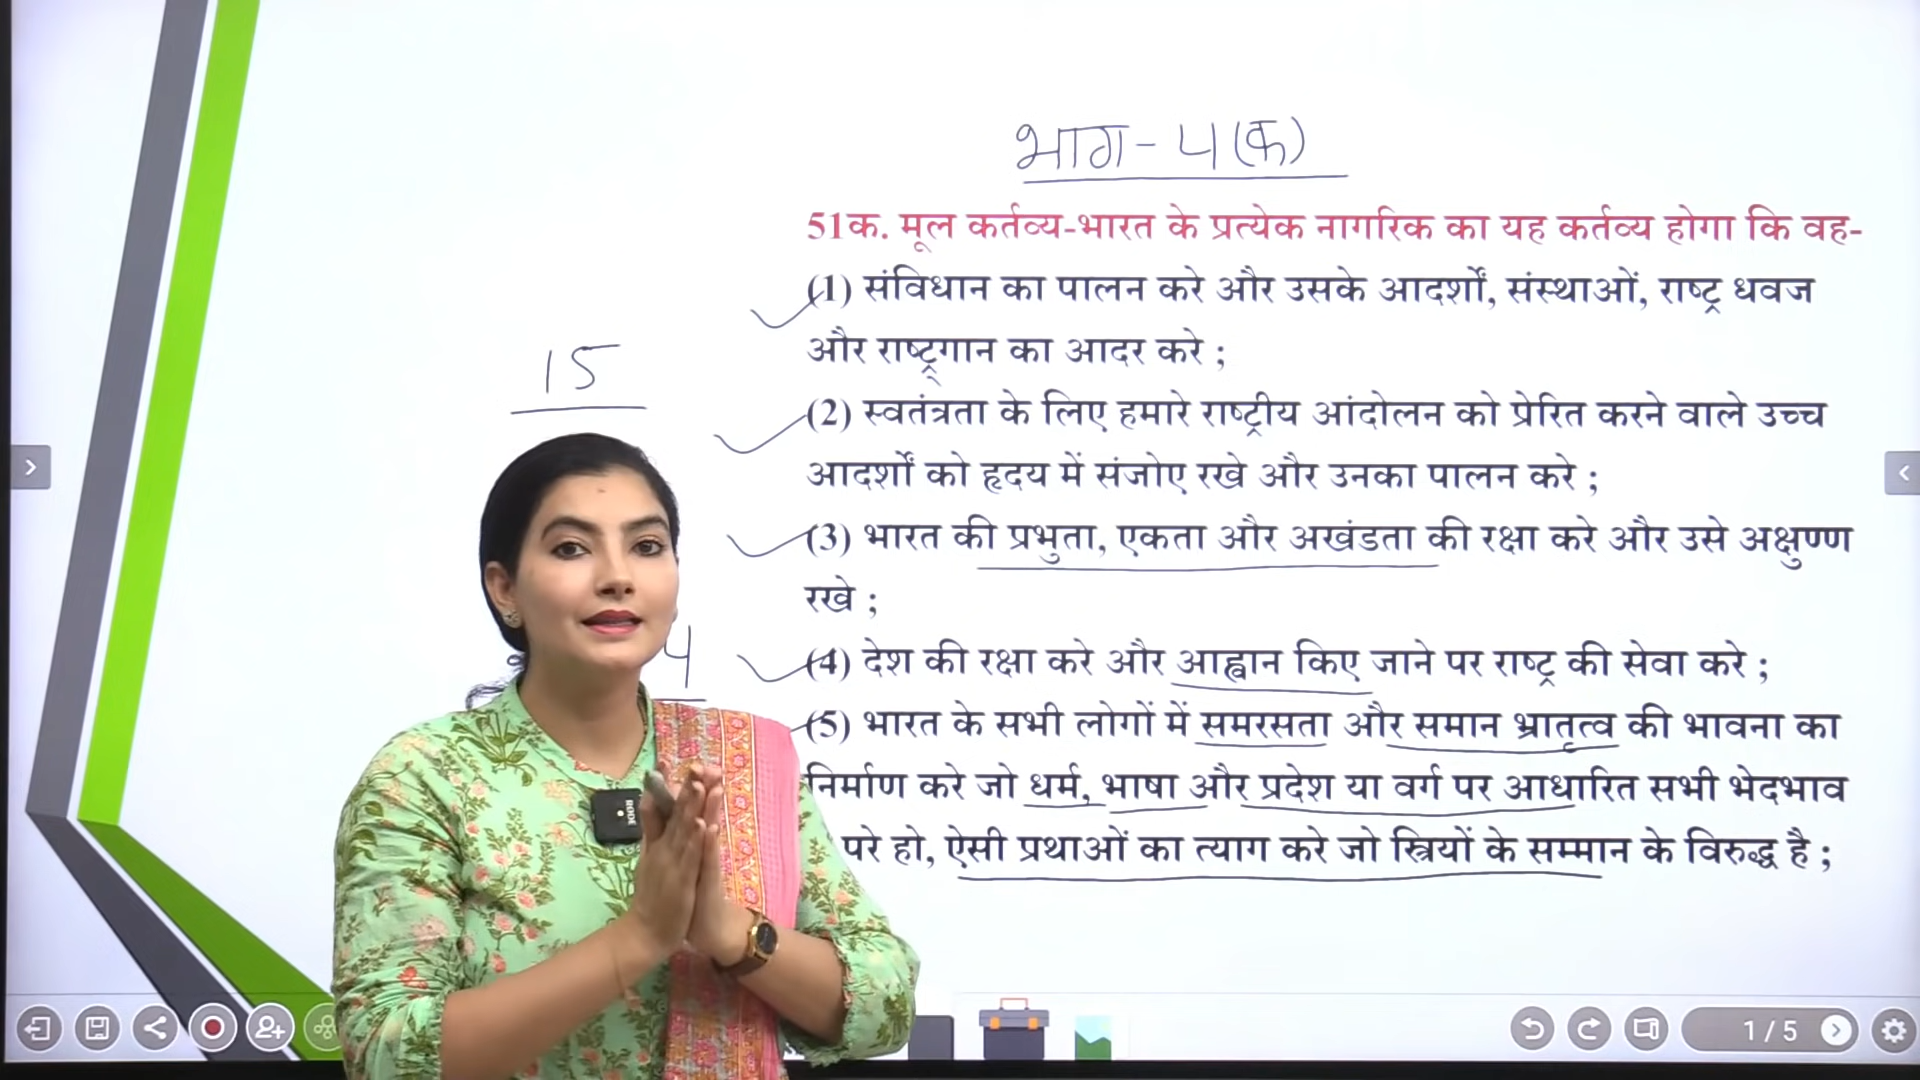 भाग- 4(क)
51क. मूल कर्तव्य-भारत के प्रत्येक नागरिक का यह कर्तव्य होगा कि वह-
(1) संविधान का पालन करे और उसके आदर्शों, संस्थाओं, राष्ट्र धवज
और राष्ट्र्गान का आदर करे ;
15
(2) स्वतंत्रता के लिए हमारे राष्ट्रीय आंदोलन को प्रेरित करने वाले उच्च
आदर्शों को हृदय में संजोए रखे और उनका पालन करे ;
(3) भारत की प्रभुता, एकता और अखंडता की रक्षा करे और उसे अक्षुण्ण
रखे ;
4
(4) देश की रक्षा करे और आह्वान किए जाने पर राष्ट्र की सेवा करे ;
(5) भारत के सभी लोगों में समरसता और समान भ्रातृत्व की भावना का
निर्माण करे जो धर्म, भाषा और प्रदेश या वर्ग पर आधारित सभी भेदभाव
परे हो, ऐसी प्रथाओं का त्याग करे जो स्त्रियों के सम्मान के विरुद्ध है ;
RODE
1 / 5